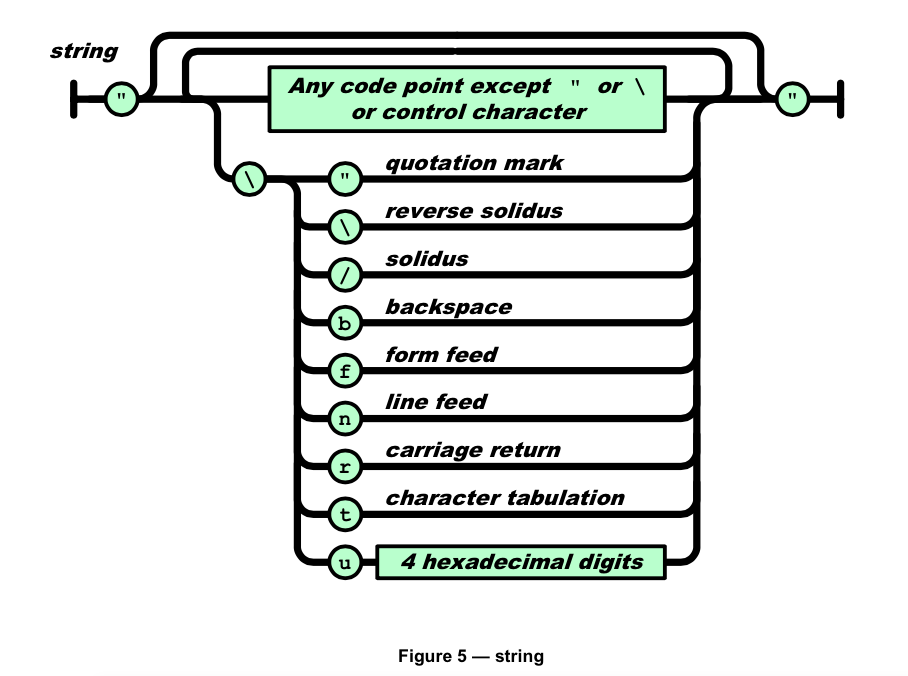 string
" Any code point except " or \ "
or control character
\ " quotation mark
\ reverse solidus
/ solidus
b backspace
f form feed
n line feed
r carriage return
t character tabulation
u 4 hexadecimal digits
Figure 5 — string